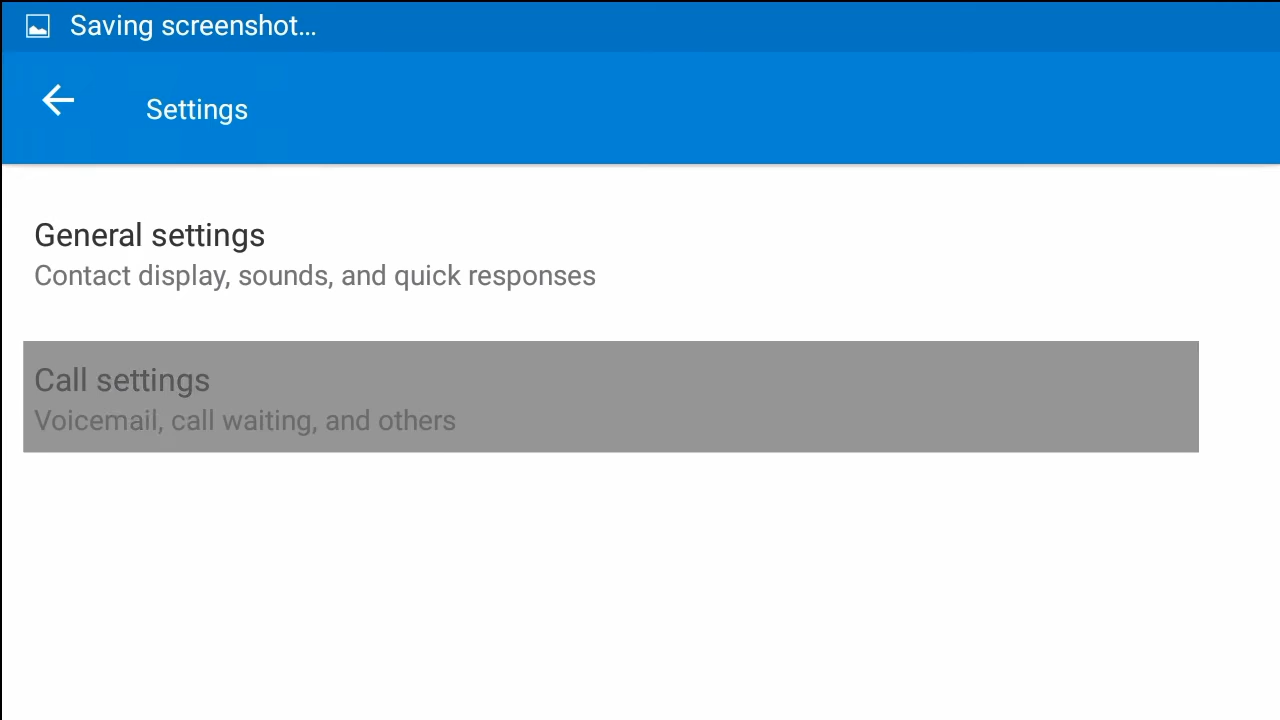 Saving screenshot...
Settings
General settings
Contact display, sounds, and quick responses
Call settings
Voicemail, call waiting, and others